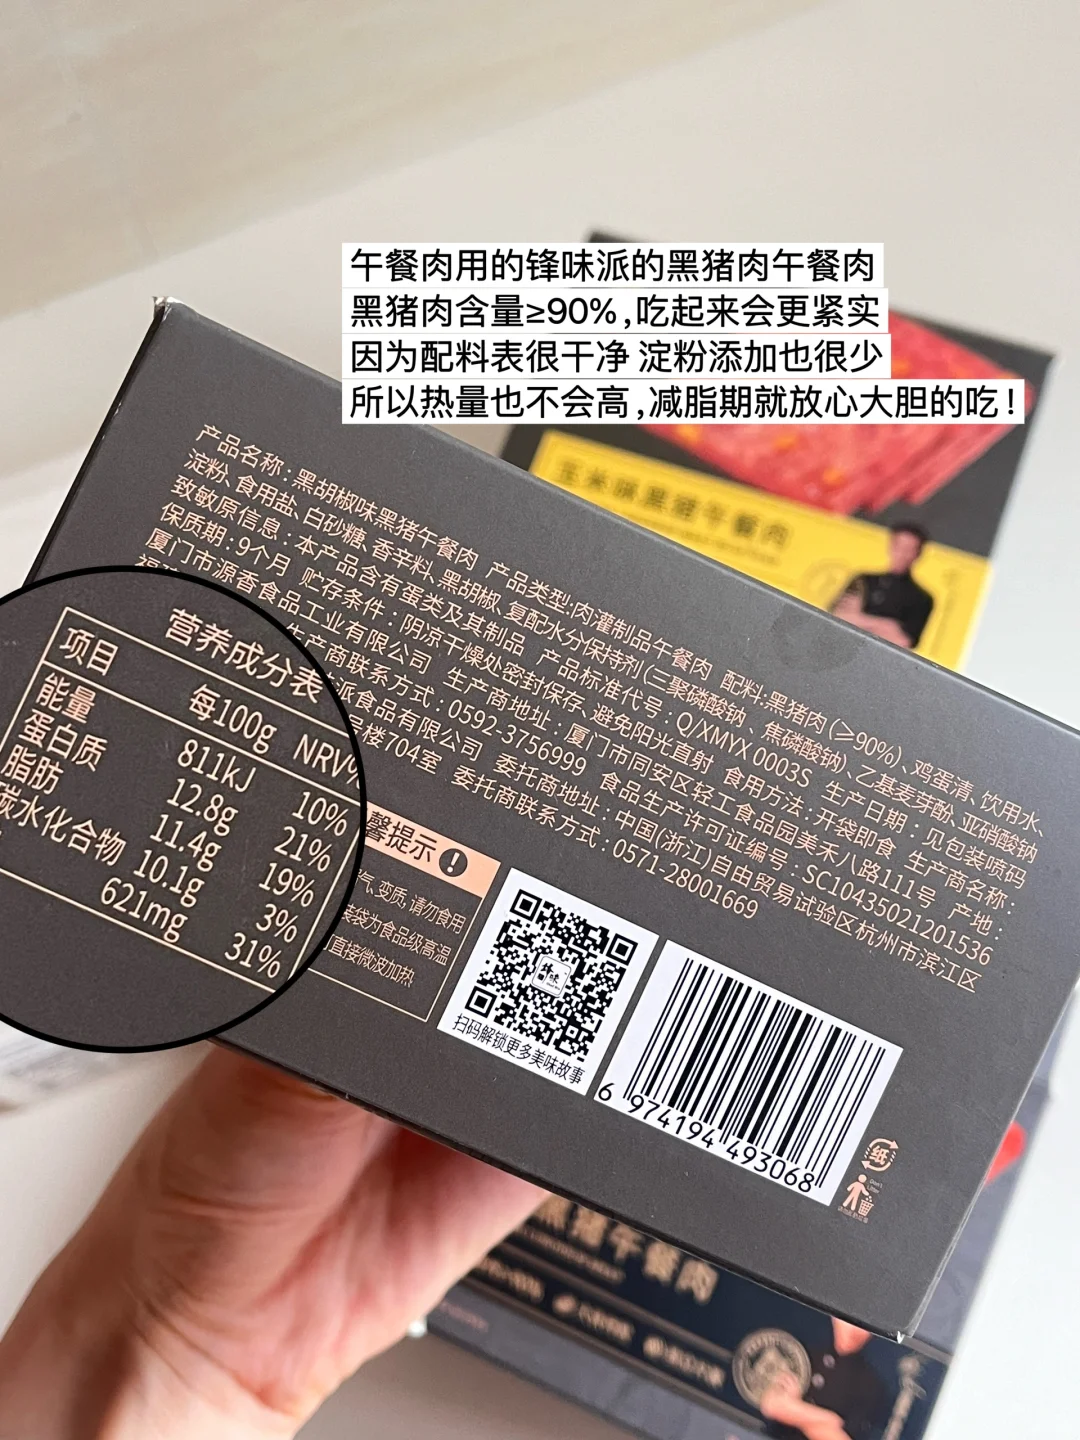 午餐肉用的锋味派的黑猪肉午餐肉
黑猪肉含量≥90%,吃起来会更紧实
因为配料表很干净 淀粉添加也很少
所以热量也不会高,减脂期就放心大胆的吃!
玉米味黑猪午餐肉
产品名称:黑胡椒味黑猪午餐肉 产品类型:肉灌制品午餐肉 配料:黑猪肉(≥90%)、鸡蛋清、饮用水、
淀粉、食用盐、白砂糖、香辛料、黑胡椒、复配水分保持剂(三聚磷酸钠、焦磷酸钠)、乙基麦芽酚、亚硝酸钠
致敏原信息:本产品含有蛋类及其制品 产品标准代号:Q/XMYX 0003S 生产日期:见包装喷码
保质期:9个月 贮存条件:阴凉干燥处密封保存、避免阳光直射 食用方法:开袋即食 生产商名称:
厦门市源香食品工业有限公司 生产商地址:厦门市同安区轻工食品园美禾八路111号 产地:
生产商联系方式:0592-3756999 食品生产许可证编号:SC10435021201536
派食品有限公司 委托商地址:中国(浙江)自由贸易试验区杭州市滨江区
楼704室 委托商联系方式:0571-28001669
营养成分表
项目 每100g NRV%
能量 811kJ 10%
蛋白质 12.8g 21%
脂肪 11.4g 19%
碳水化合物 10.1g 3%
621mg 31%
馨提示
气、变质,请勿食用
装袋为食品级高温
可直接微波加热
锋味
扫码解锁更多美味故事
6 974194 493068
纸
黑猪午餐肉